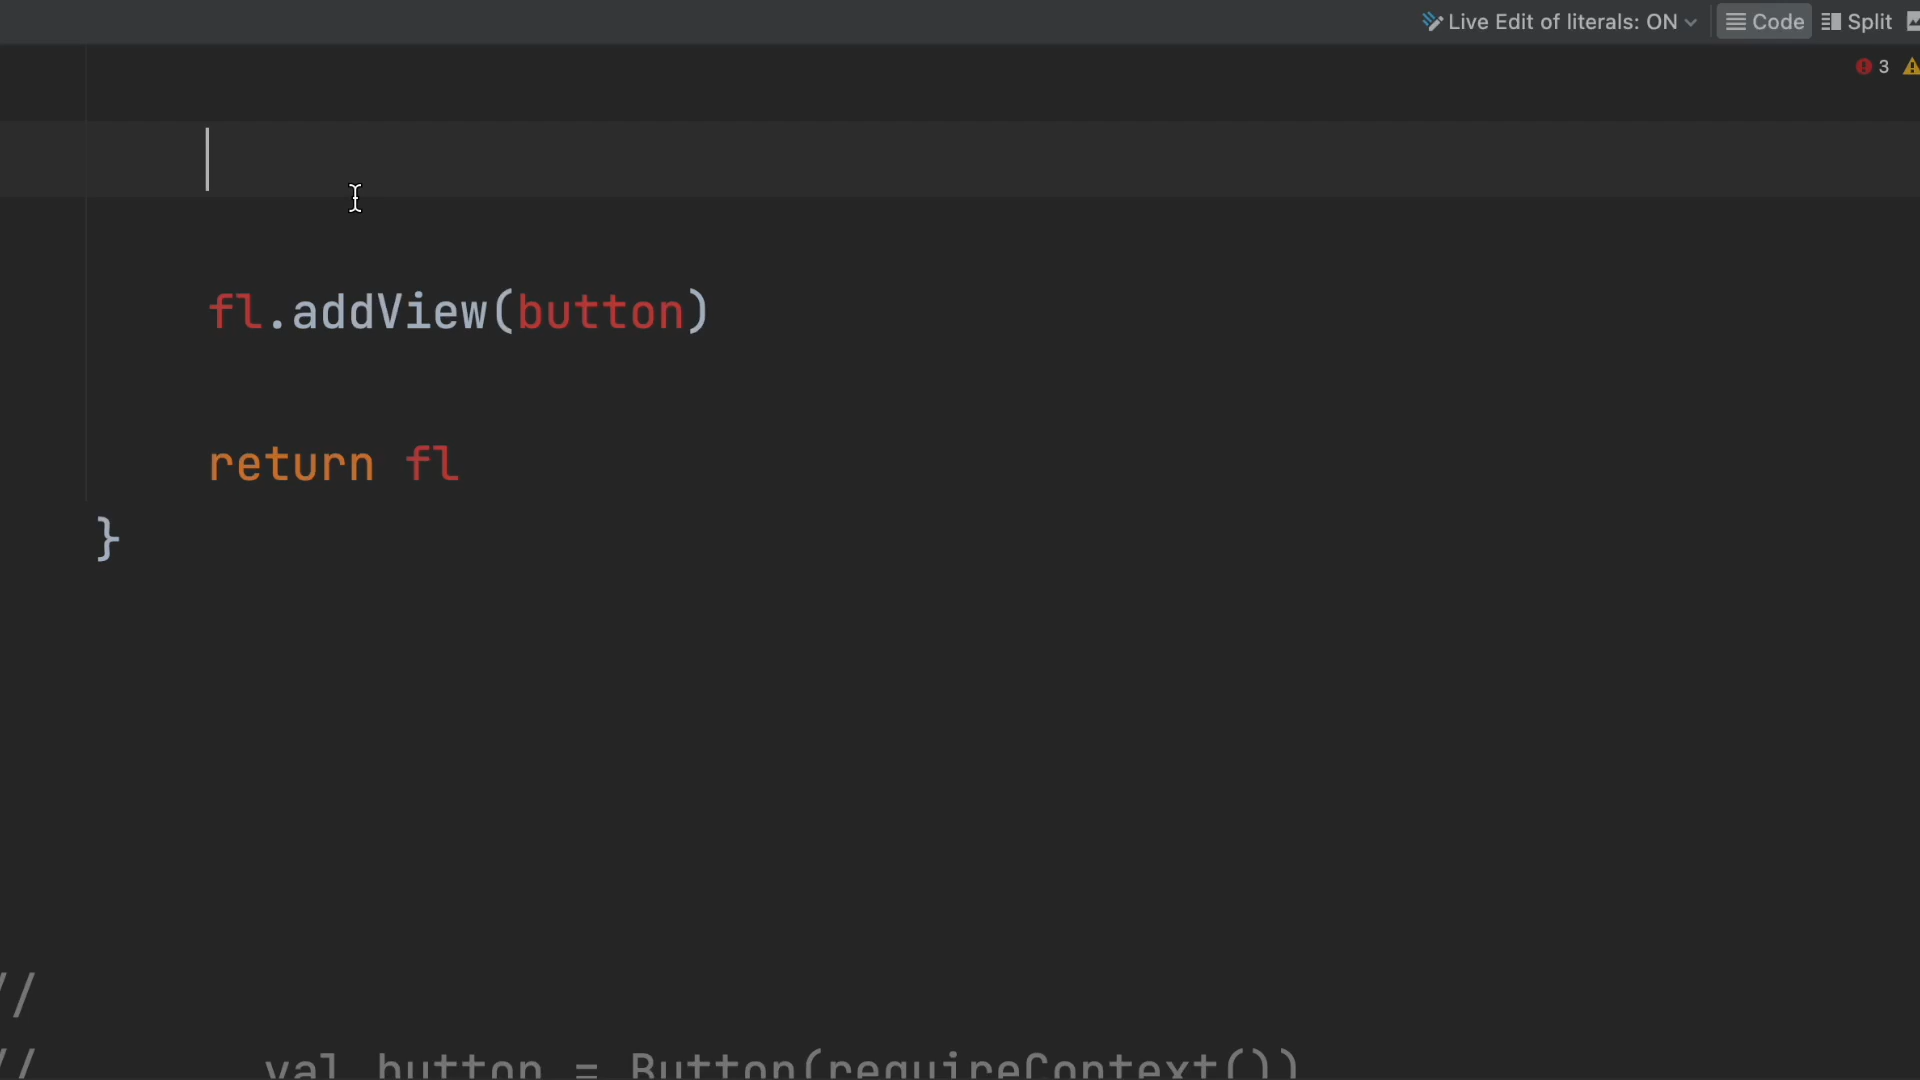 Live Edit of literals: ON Code Split
3
fl.addView(button)
return fl
}
//
// val button = Button(requireContext())